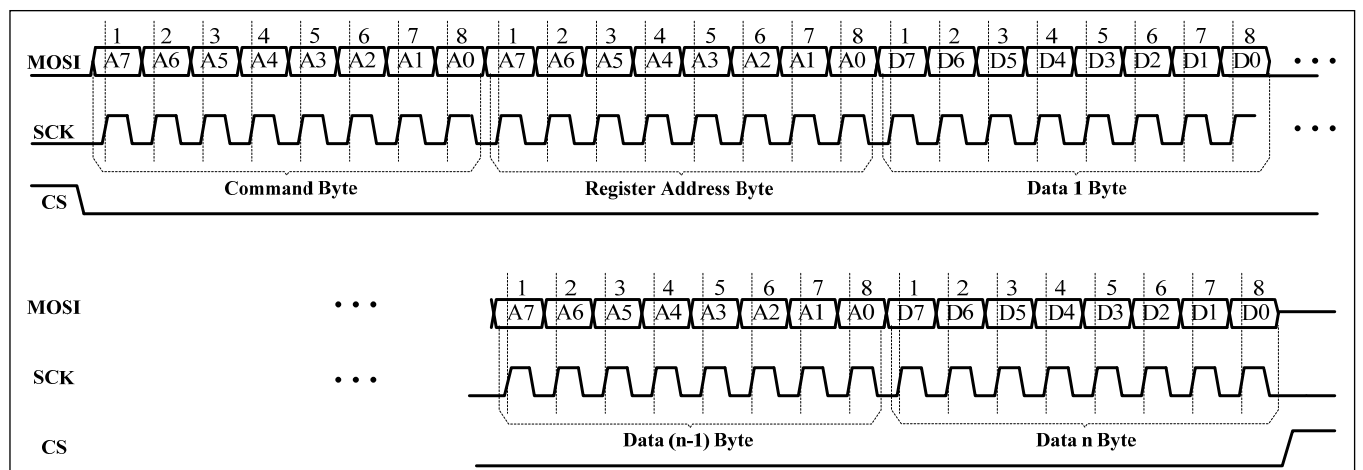 1 2 3 4 5 6 7 8 1 2 3 4 5 6 7 8 1 2 3 4 5 6 7 8
MOSI A7 A6 A5 A4 A3 A2 A1 A0 A7 A6 A5 A4 A3 A2 A1 A0 D7 D6 D5 D4 D3 D2 D1 D0 • • •
SCK • • •
Command Byte Register Address Byte Data 1 Byte
CS
1 2 3 4 5 6 7 8 1 2 3 4 5 6 7 8
MOSI • • • A7 A6 A5 A4 A3 A2 A1 A0 D7 D6 D5 D4 D3 D2 D1 D0
SCK • • •
Data (n-1) Byte Data n Byte
CS